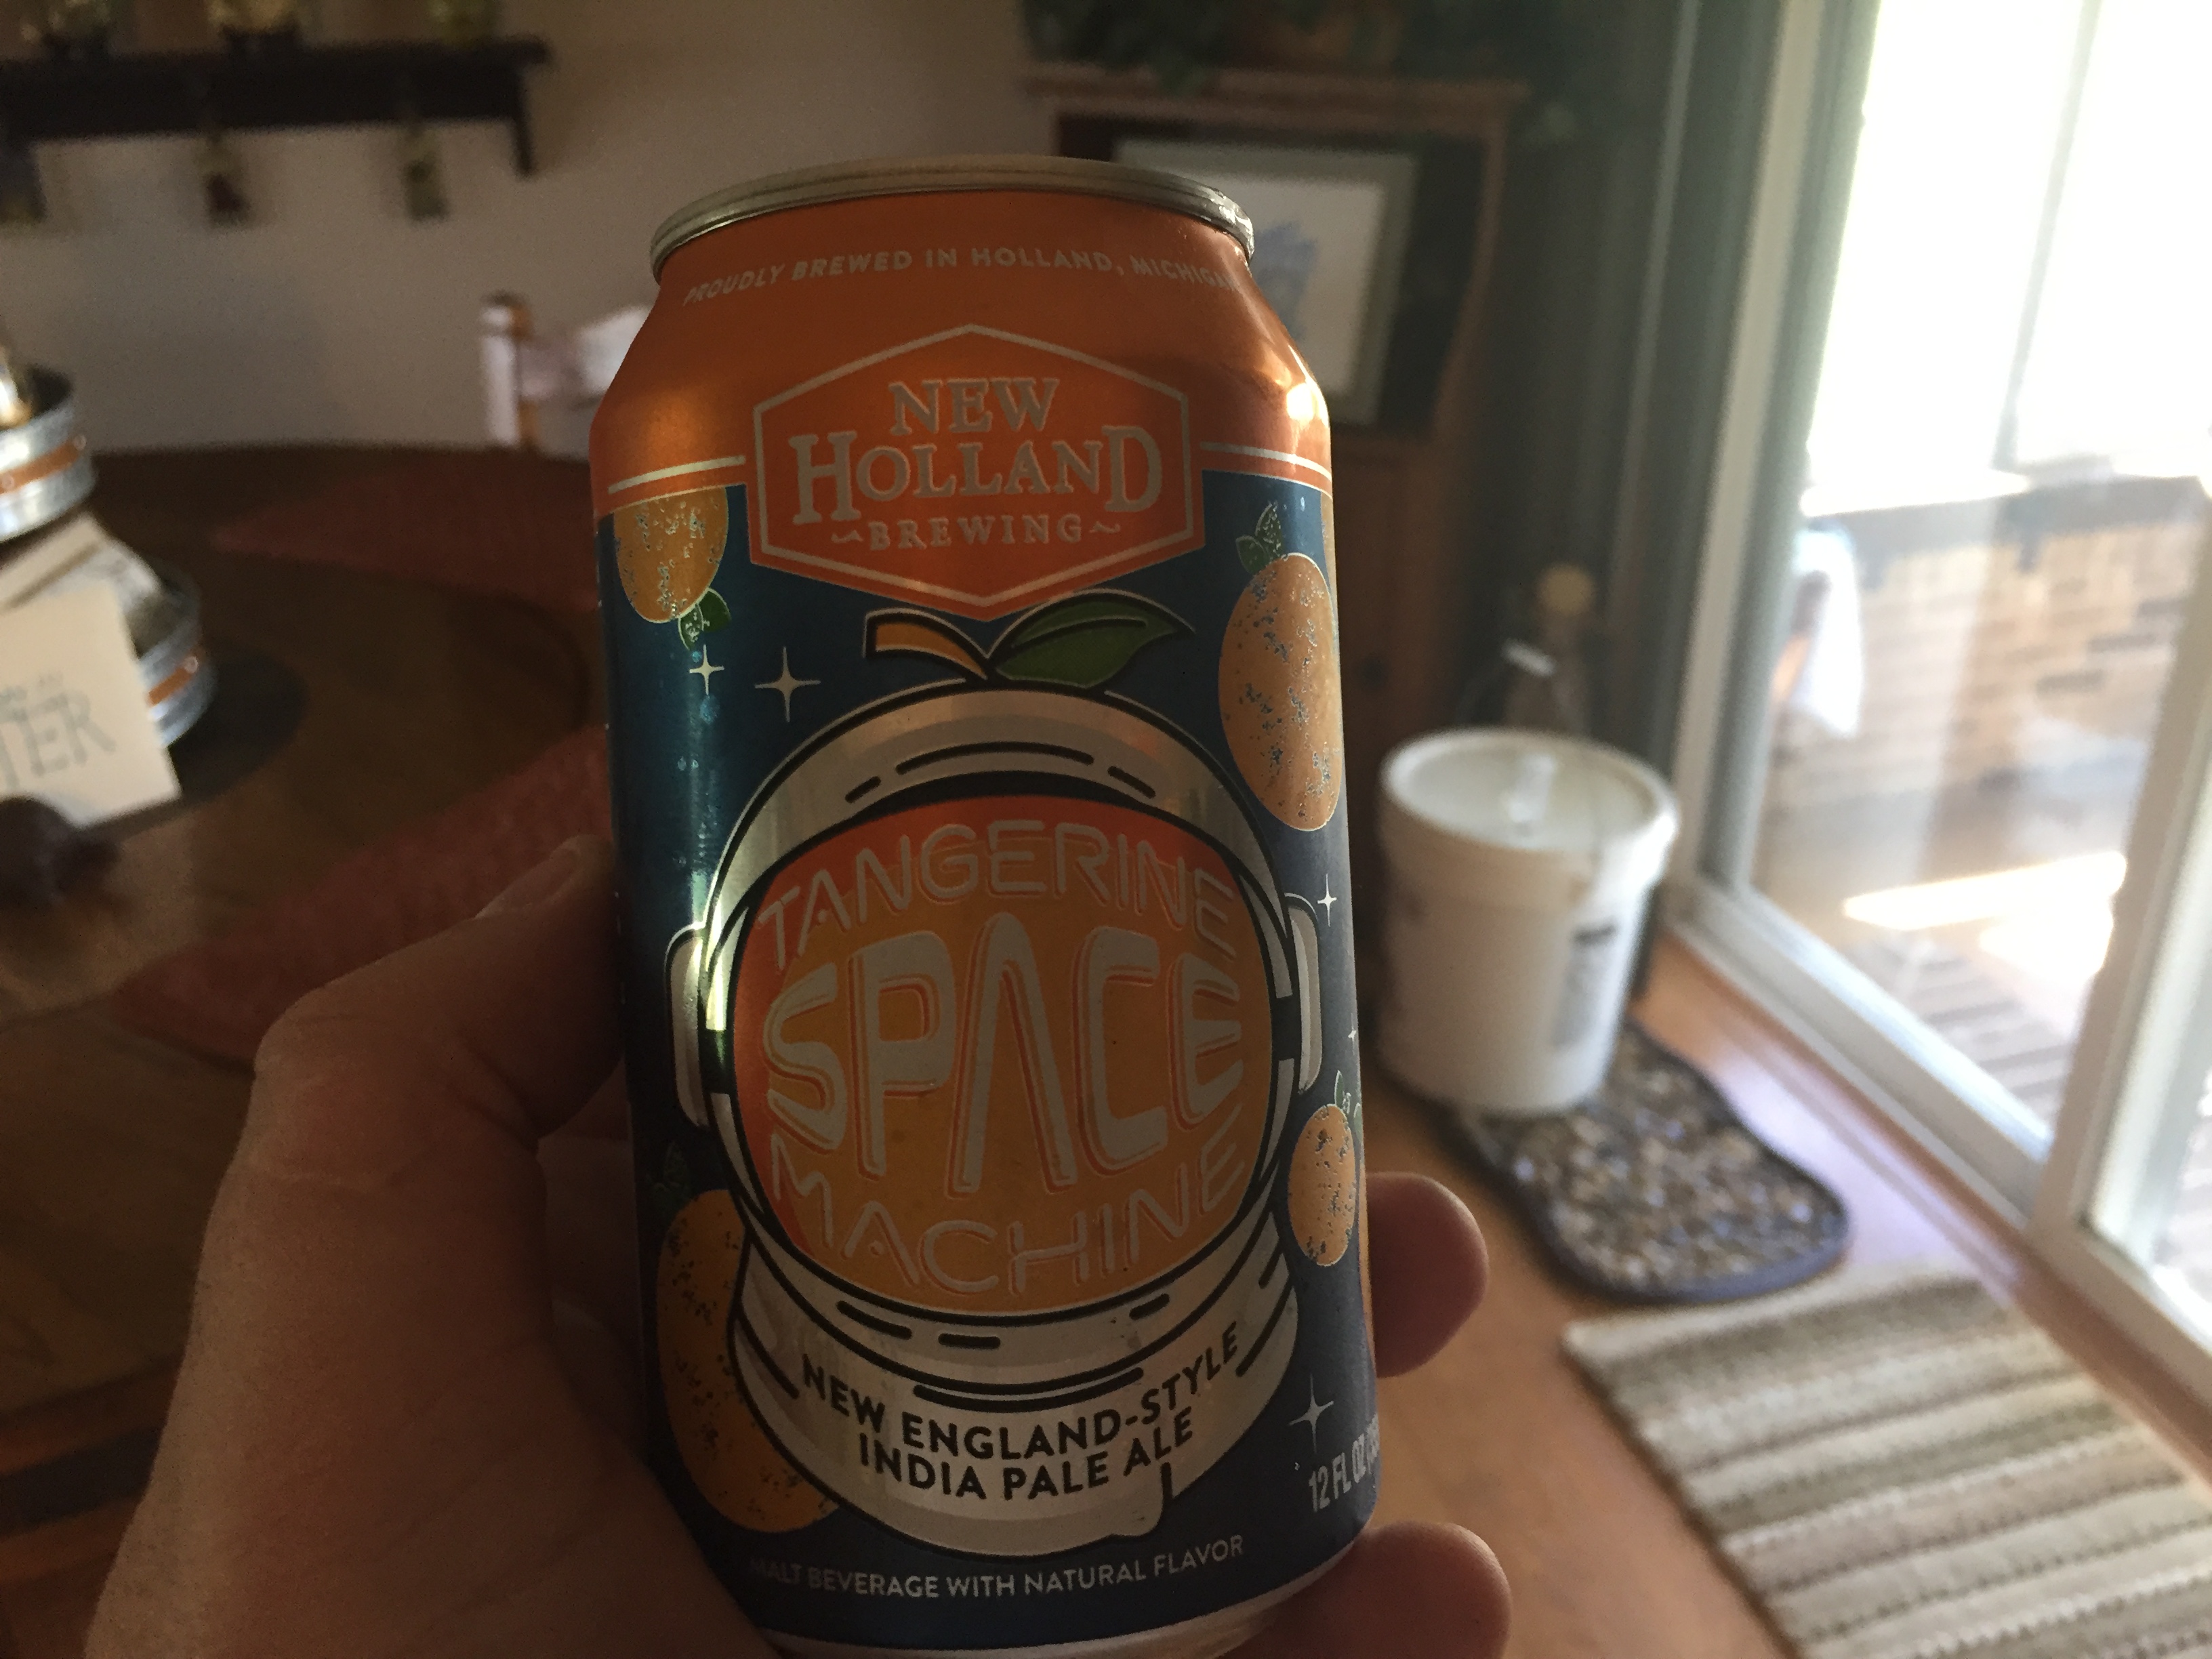 PROUDLY BREWED IN HOLLAND, MICHIGAN
NEW
HOLLAND
~BREWING~
TANGERINE
SPACE
MACHINE
NEW ENGLAND-STYLE
INDIA PALE ALE
12 FL OZ
MALT BEVERAGE WITH NATURAL FLAVOR